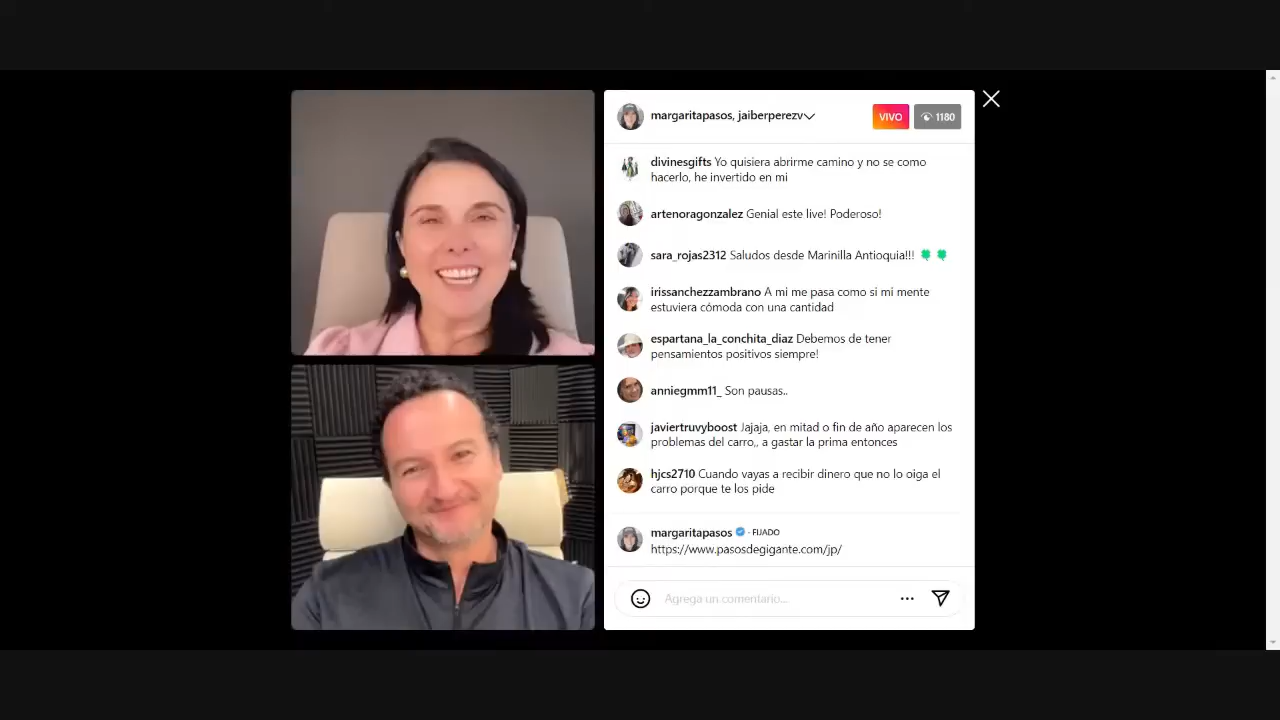 margaritapasos, jaiberperezv
VIVO
1180
divinesgifts Yo quisiera abrirme camino y no se como
hacerlo, he invertido en mi
artenoragonzalez Genial este live! Poderoso!
sara_rojas2312 Saludos desde Marinilla Antioquia!!! 🍀 🍀
irissanchezzambrano A mi me pasa como si mi mente
estuviera cómoda con una cantidad
espartana_la_conchita_diaz Debemos de tener
pensamientos positivos siempre!
anniegmm11_ Son pausas..
javiertruvyboost Jajaja, en mitad o fin de año aparecen los
problemas del carro,, a gastar la prima entonces
hjcs2710 Cuando vayas a recibir dinero que no lo oiga el
carro porque te los pide
margaritapasos - FIJADO
https://www.pasosdegigante.com/jp/
Agrega un comentario...